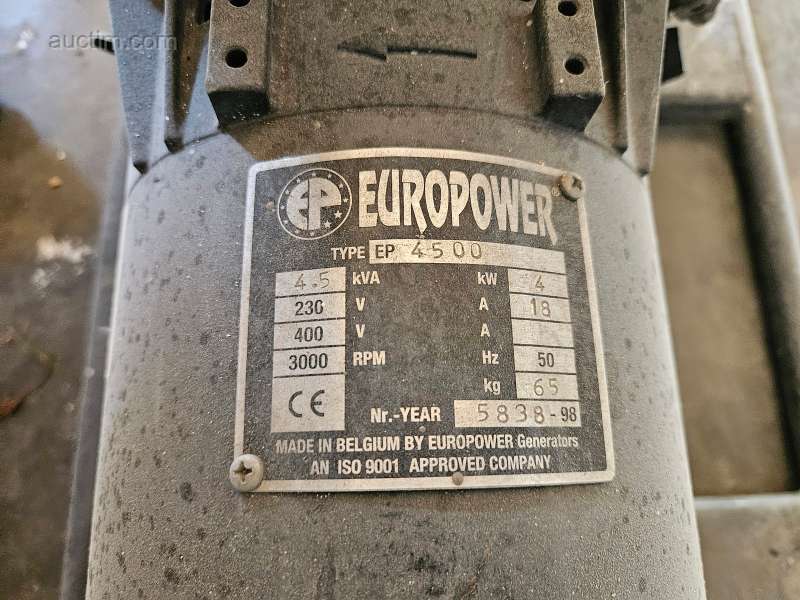 auctim.com
EP EUROPOWER®
TYPE EP 4500
4.5 kVA kW 4
230 V A 18
400 V A
3000 RPM Hz 50
kg 65
CE Nr.-YEAR 5838-98
MADE IN BELGIUM BY EUROPOWER Generators
AN ISO 9001 APPROVED COMPANY